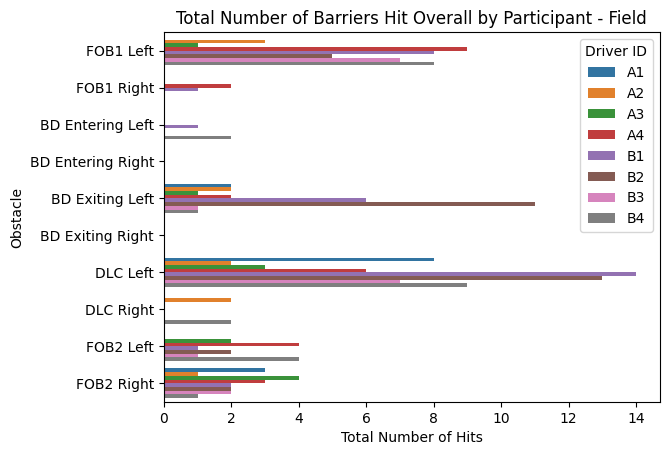 Total Number of Barriers Hit Overall by Participant - Field
Driver ID
A1
A2
A3
A4
B1
B2
B3
B4
Obstacle
FOB1 Left
FOB1 Right
BD Entering Left
BD Entering Right
BD Exiting Left
BD Exiting Right
DLC Left
DLC Right
FOB2 Left
FOB2 Right
0 2 4 6 8 10 12 14
Total Number of Hits